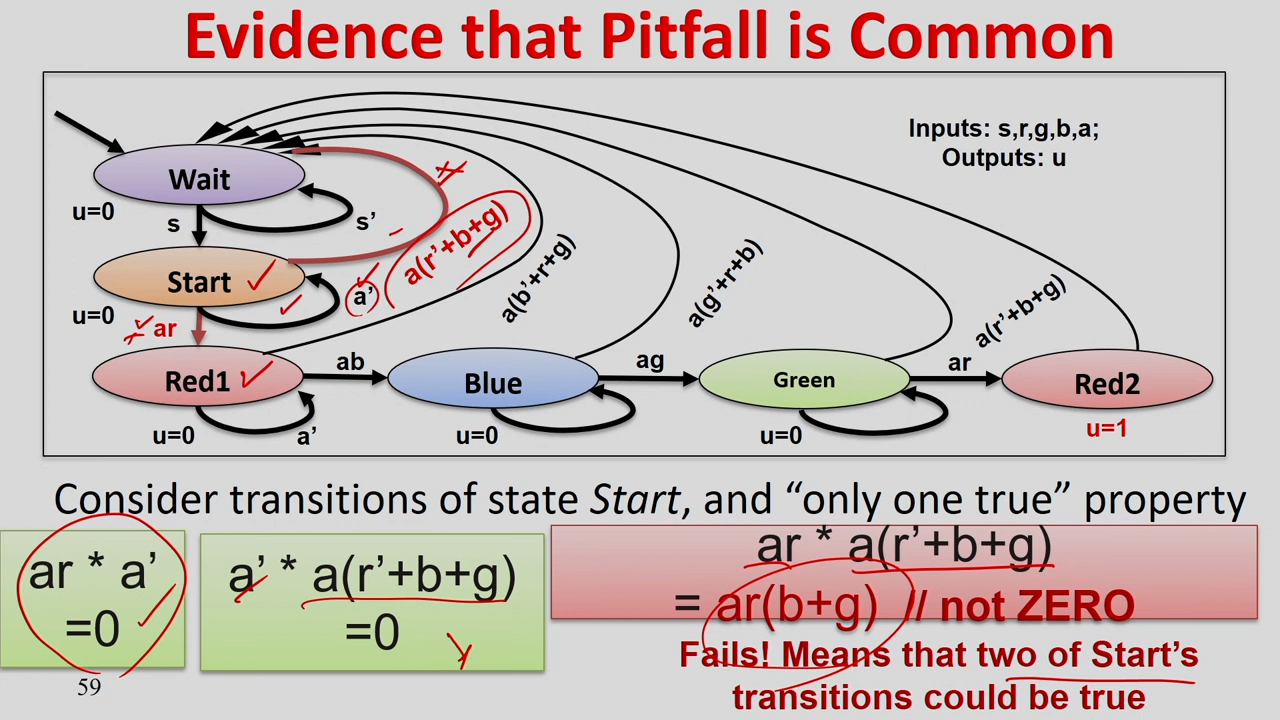 Evidence that Pitfall is Common
Inputs: s,r,g,b,a;
Outputs: u
Wait
u=0
s
s’
Start
u=0
a’
a(r’+b+g)
a(b’+r+g)
a(g’+r+b)
a(r’+b+g)
ar
Red1
u=0
a’
ab
Blue
u=0
ag
Green
u=0
ar
Red2
u=1
Consider transitions of state Start, and “only one true” property
ar * a’
=0
a’ * a(r’+b+g)
=0
ar * a(r’+b+g)
= ar(b+g) // not ZERO
Fails! Means that two of Start’s
transitions could be true
59